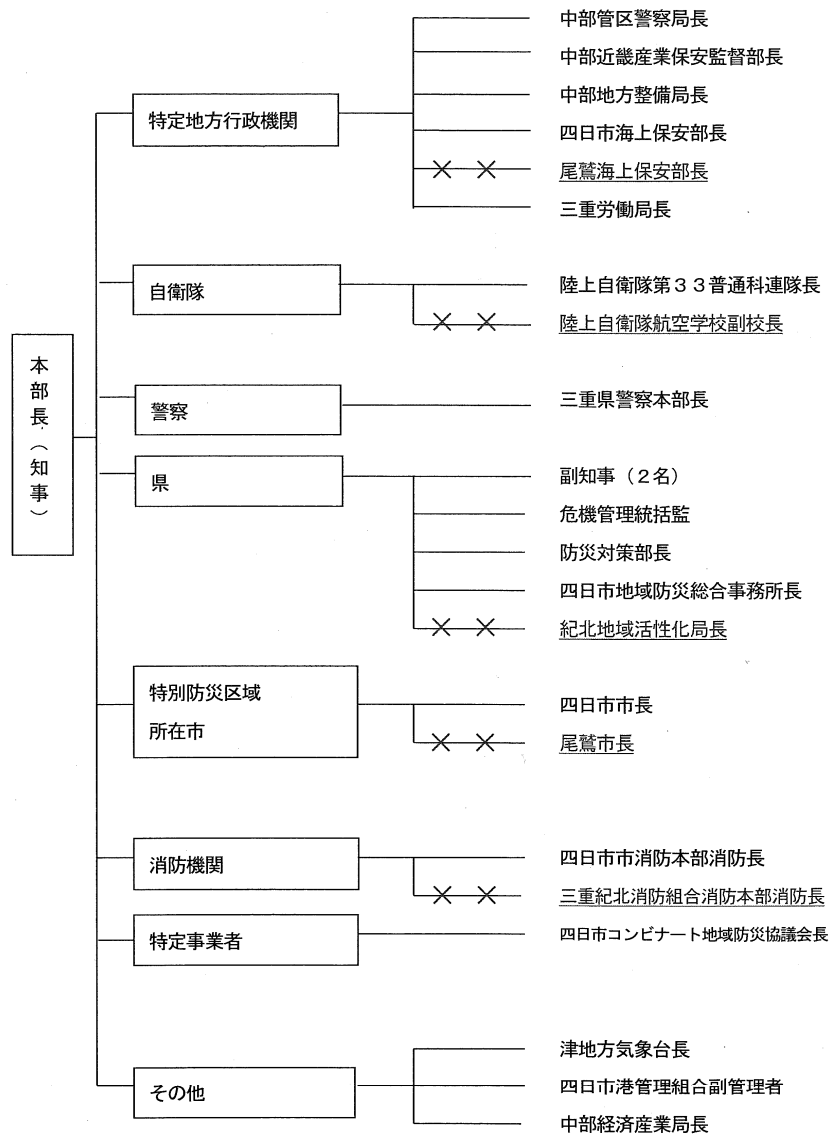 本部長（知事）
特定地方行政機関
中部管区警察局長
中部近畿産業保安監督部長
中部地方整備局長
四日市海上保安部長
尾鷲海上保安部長
三重労働局長
自衛隊
陸上自衛隊第３３普通科連隊長
陸上自衛隊航空学校副校長
警察
三重県警察本部長
県
副知事（２名）
危機管理統括監
防災対策部長
四日市地域防災総合事務所長
紀北地域活性化局長
特別防災区域
所在市
四日市市長
尾鷲市長
消防機関
四日市市消防本部消防長
三重紀北消防組合消防本部消防長
特定事業者
四日市コンビナート地域防災協議会長
その他
津地方気象台長
四日市港管理組合副管理者
中部経済産業局長